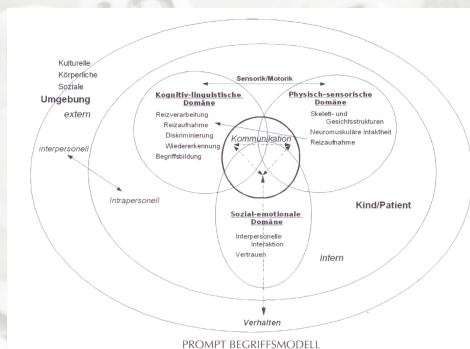 Kulturelle
Körperliche
Soziale
Umgebung
extern
interpersonell
Intrapersonell
Sensorik/Motorik
Kognitiv-linguistische
Domäne
Reizverarbeitung
Reizaufnahme
Diskriminierung
Wiedererkennung
Begriffsbildung
Physisch-sensorische
Domäne
Skelett- und
Gesichtsstrukturen
Neuromuskuläre Intaktheit
Reizaufnahme
Kommunikation
Sozial-emotionale
Domäne
Interpersonelle
Interaktion
Vertrauen
Kind/Patient
intern
Verhalten
PROMPT BEGRIFFSMODELL